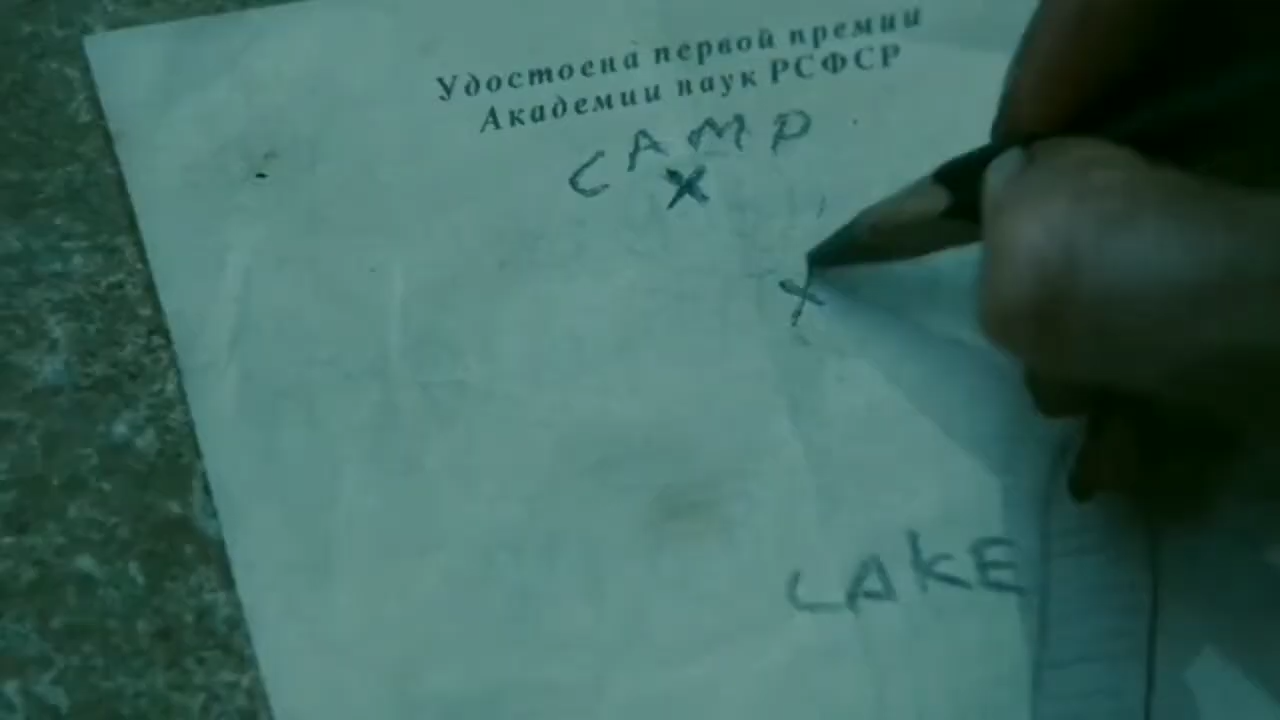 Удостоена первой премии
Академии наук РСФСР
CAMP
X
X
LAKE